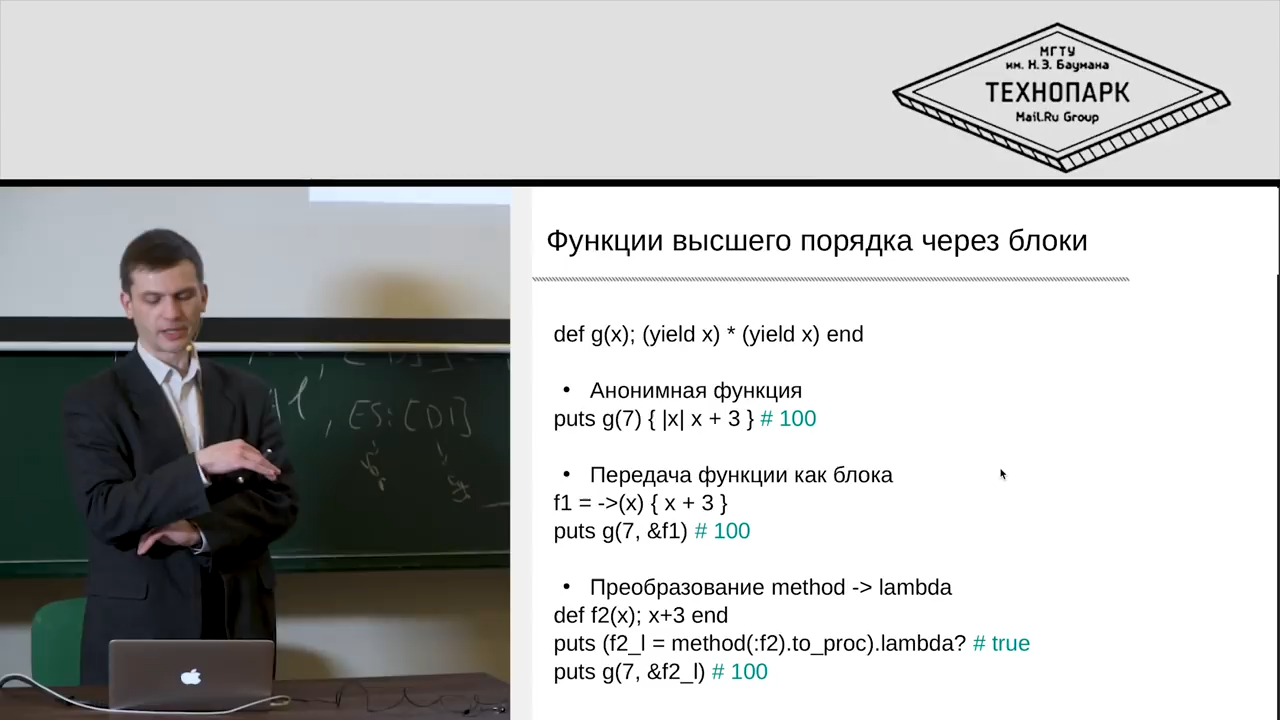 МГТУ
им. Н.Э. Баумана
ТЕХНОПАРК
Mail.Ru Group
Функции высшего порядка через блоки
def g(x); (yield x) * (yield x) end
• Анонимная функция
puts g(7) { |x| x + 3 } # 100
• Передача функции как блока
f1 = ->(x) { x + 3 }
puts g(7, &f1) # 100
• Преобразование method -> lambda
def f2(x); x+3 end
puts (f2_l = method(:f2).to_proc).lambda? # true
puts g(7, &f2_l) # 100